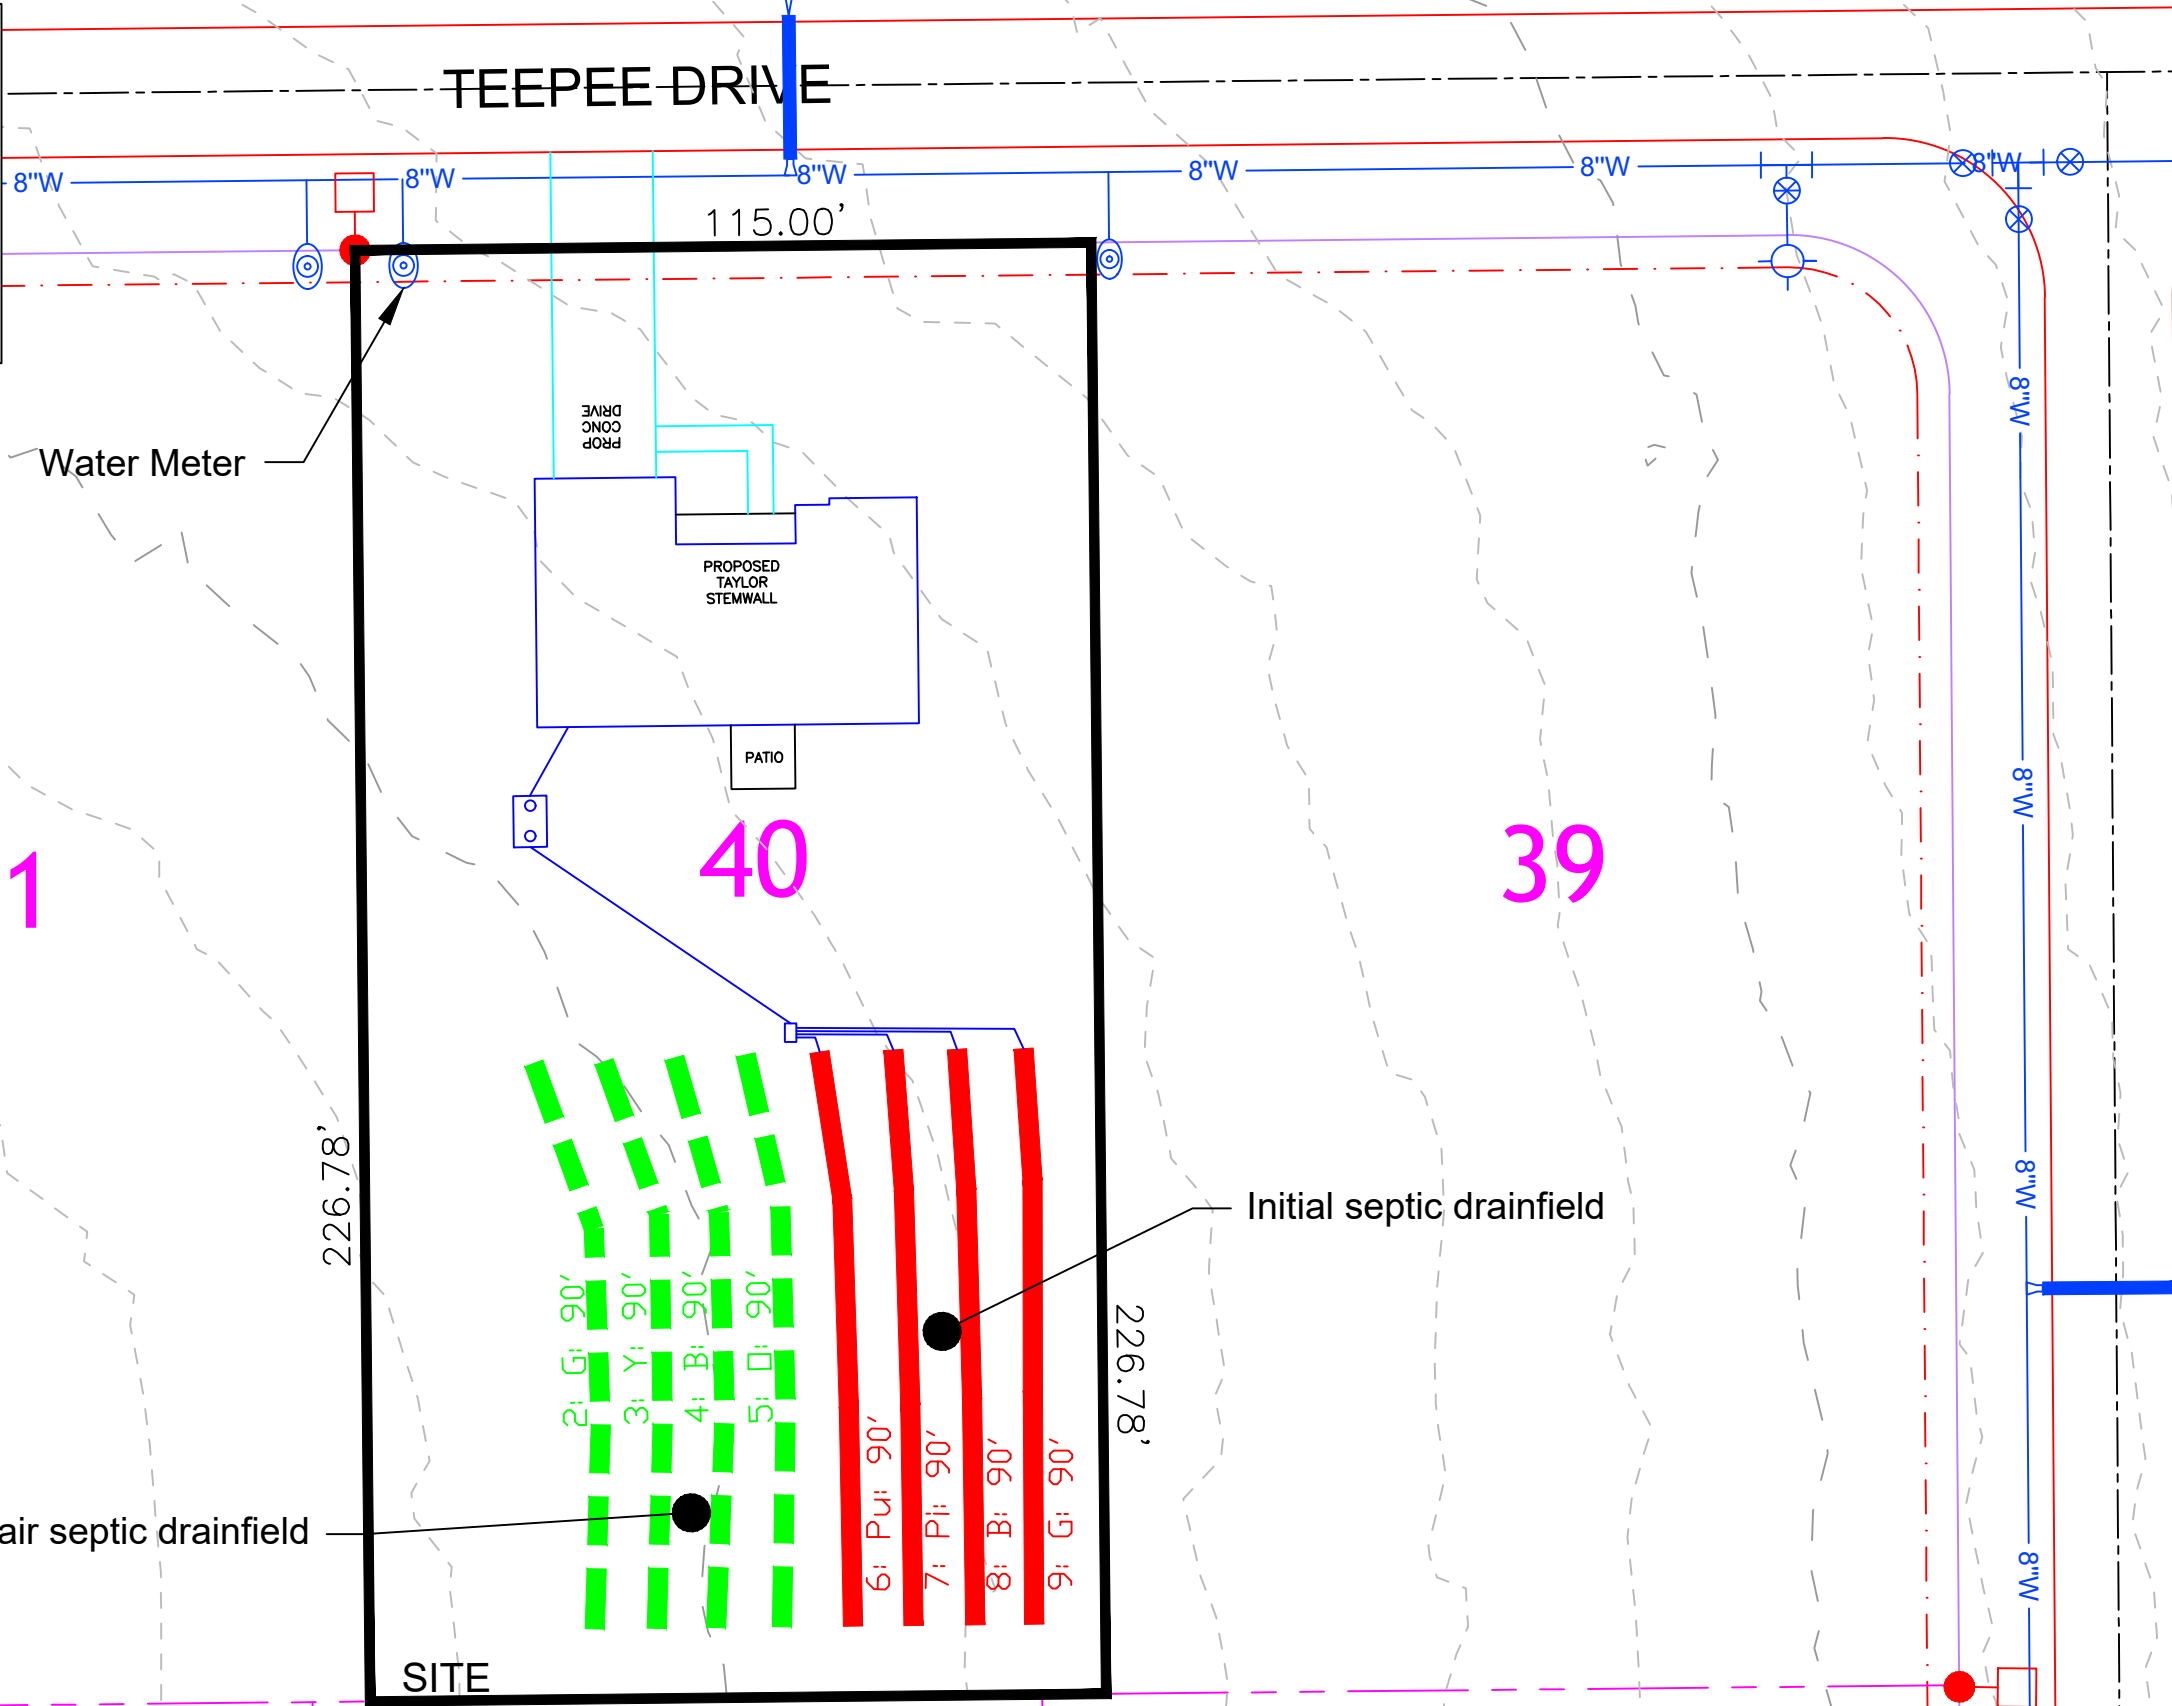 TEEPEE DRIVE
8"W
8"W
8"W
8"W
8"W
8"W
115.00'
PROP
CONC
DRIVE
Water Meter
8"W
PROPOSED
TAYLOR
STEMWALL
PATIO
8"W
1
40
39
226.78'
8"W
Initial septic drainfield
226.78'
2: G: 90'
3: Y: 90'
4: B: 90'
5: O: 90'
6: Pu: 90'
7: Pi: 90'
8: B: 90'
9: G: 90'
air septic drainfield
8"W
SITE